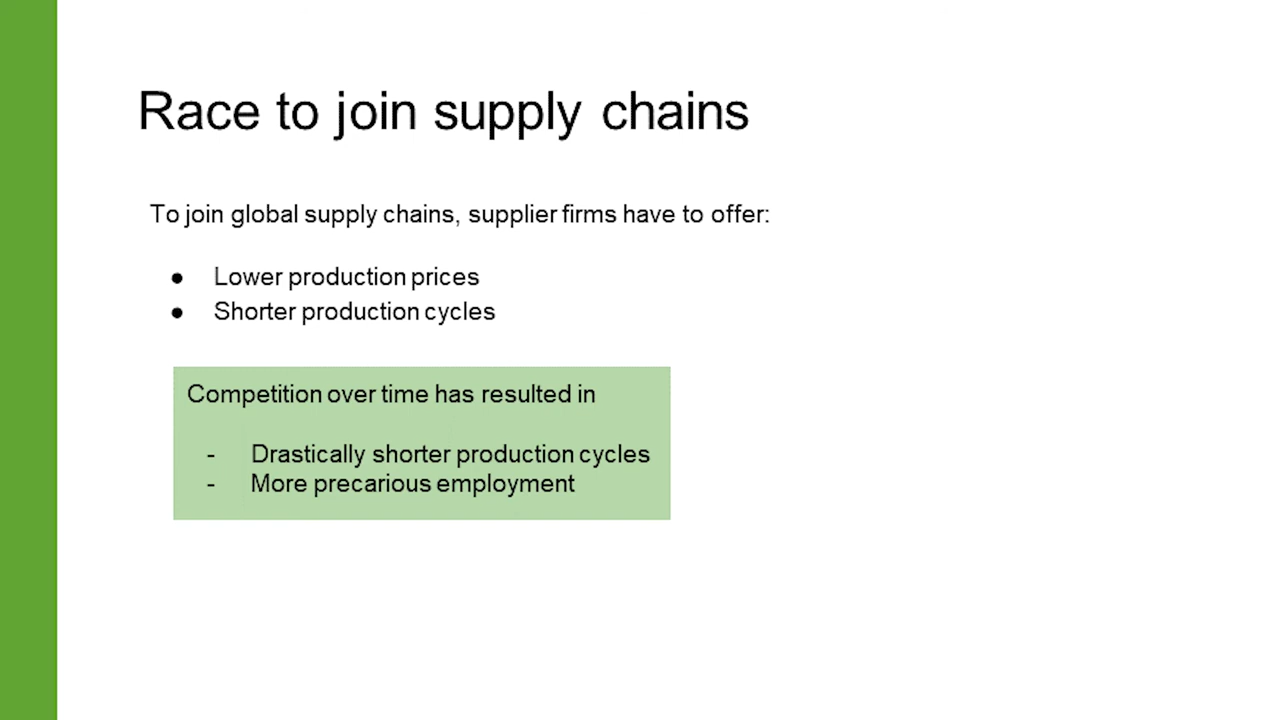 Race to join supply chains
To join global supply chains, supplier firms have to offer:
● Lower production prices
● Shorter production cycles
Competition over time has resulted in
- Drastically shorter production cycles
- More precarious employment